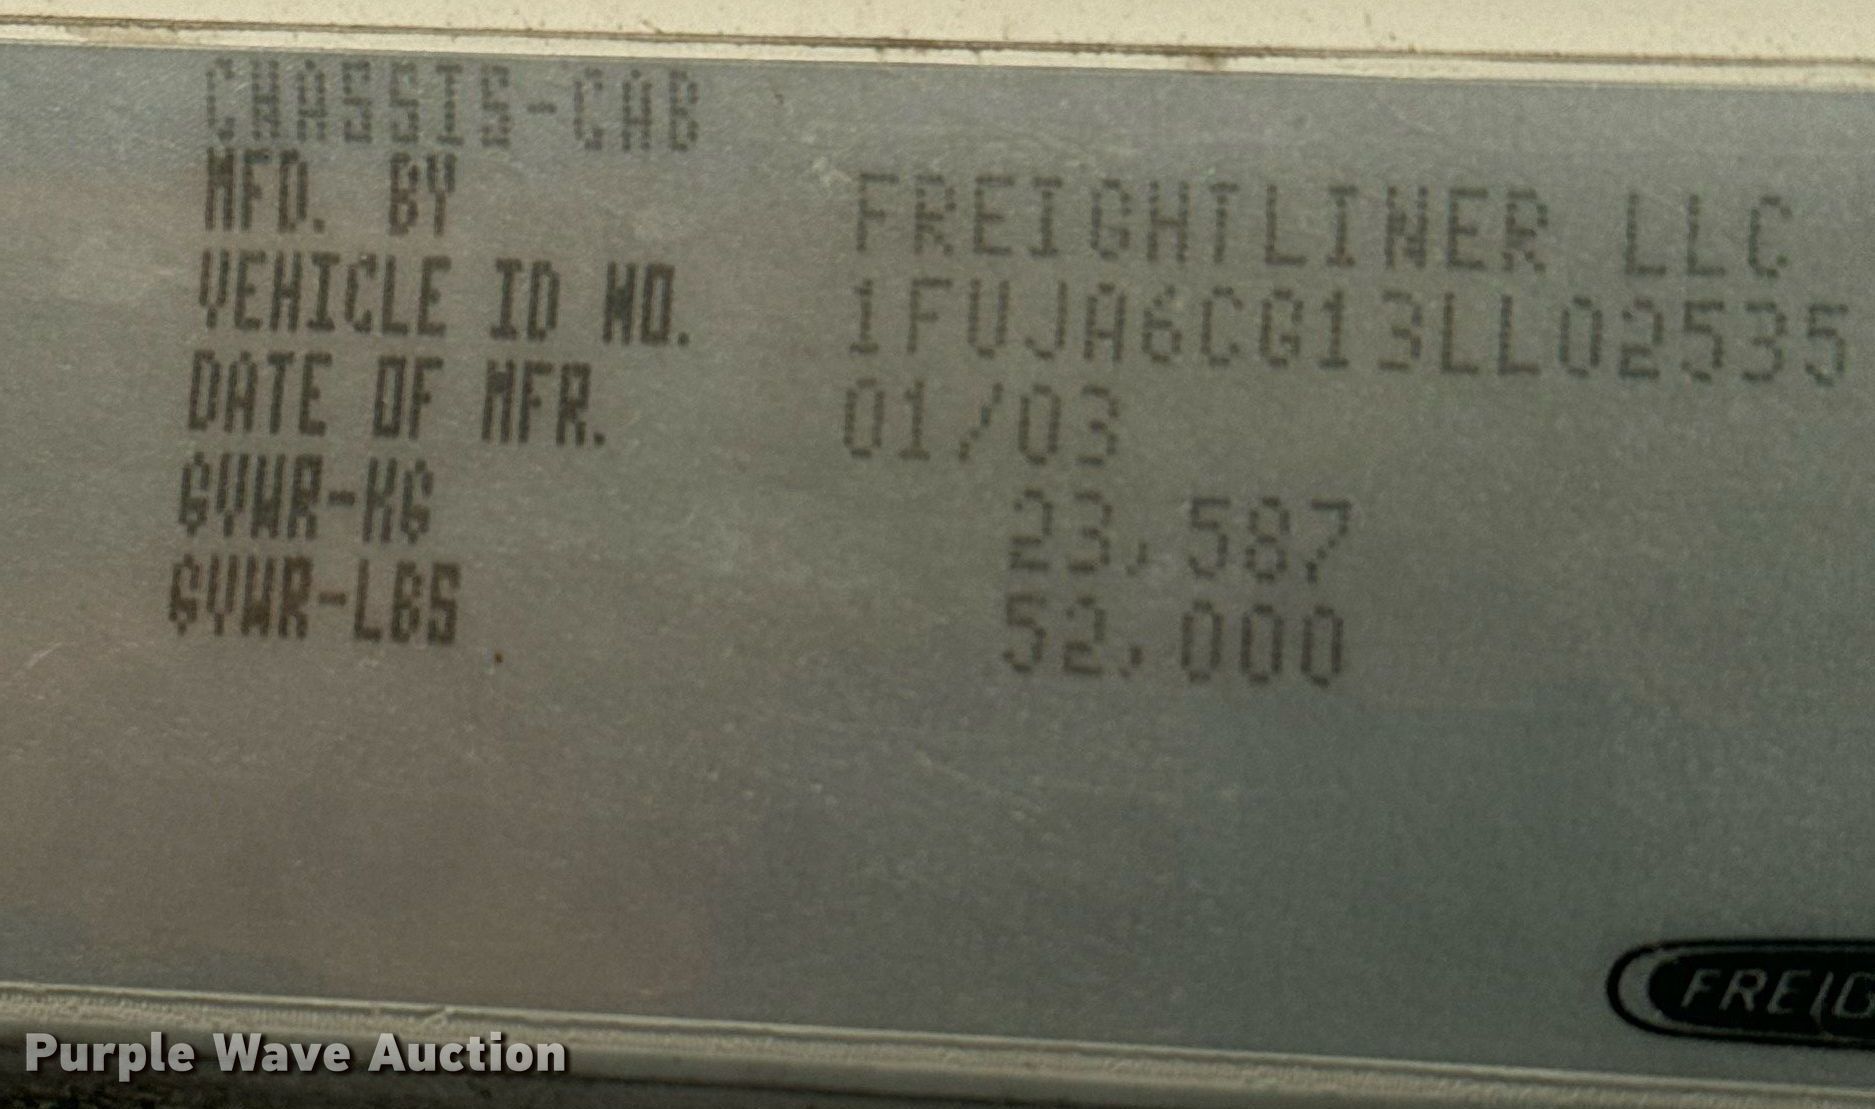 CHASSIS-CAB
MFD. BY FREIGHTLINER LLC
VEHICLE ID NO. 1FUJA6CG13LL02535
DATE OF MFR. 01/03
GVWR-KG 23,587
GVWR-LBS 52,000
FREIG
Purple Wave Auction